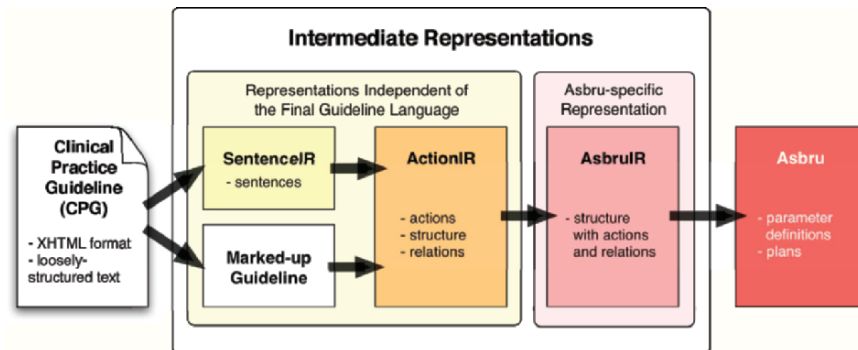 Intermediate Representations
Representations Independent of
the Final Guideline Language
Asbru-specific
Representation
Clinical
Practice
Guideline
(CPG)
- XHTML format
- loosely-
structured text
SentenceIR
- sentences
Marked-up
Guideline
ActionIR
- actions
- structure
- relations
AsbruIR
- structure
with actions
and relations
Asbru
- parameter
definitions
- plans